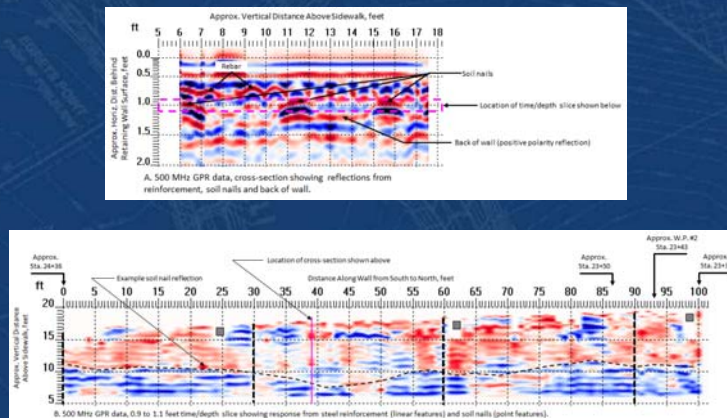 Approx. Vertical Distance Above Sidewalk, feet
ft 5 6 7 8 9 10 11 12 13 14 15 16 17 18
0.0
0.5
1.0
1.5
2.0
Approx. Horiz. Dist. Behind
Retaining Wall Surface, feet
Rebar
Soil nails
Location of time/depth slice shown below
Back of wall (positive polarity reflection)
A. 500 MHz GPR data, cross-section showing reflections from
reinforcement, soil nails and back of wall.
Approx. W.P. #2
Sta. 23+43
Approx.
Sta. 24+38
Location of cross-section shown above
Approx.
Sta. 23+50
Approx.
Example soil nail reflection
Distance Along Wall from South to North, feet
ft 0 5 10 15 20 25 30 35 40 45 50 55 60 65 70 75 80 85 90 95 100
20
15
10
5
Approx. Vertical Distance
Above Sidewalk, feet
B. 500 MHz GPR data, 0.9 to 1.1 feet time/depth slice showing response from steel reinforcement (linear features) and soil nails (point features).